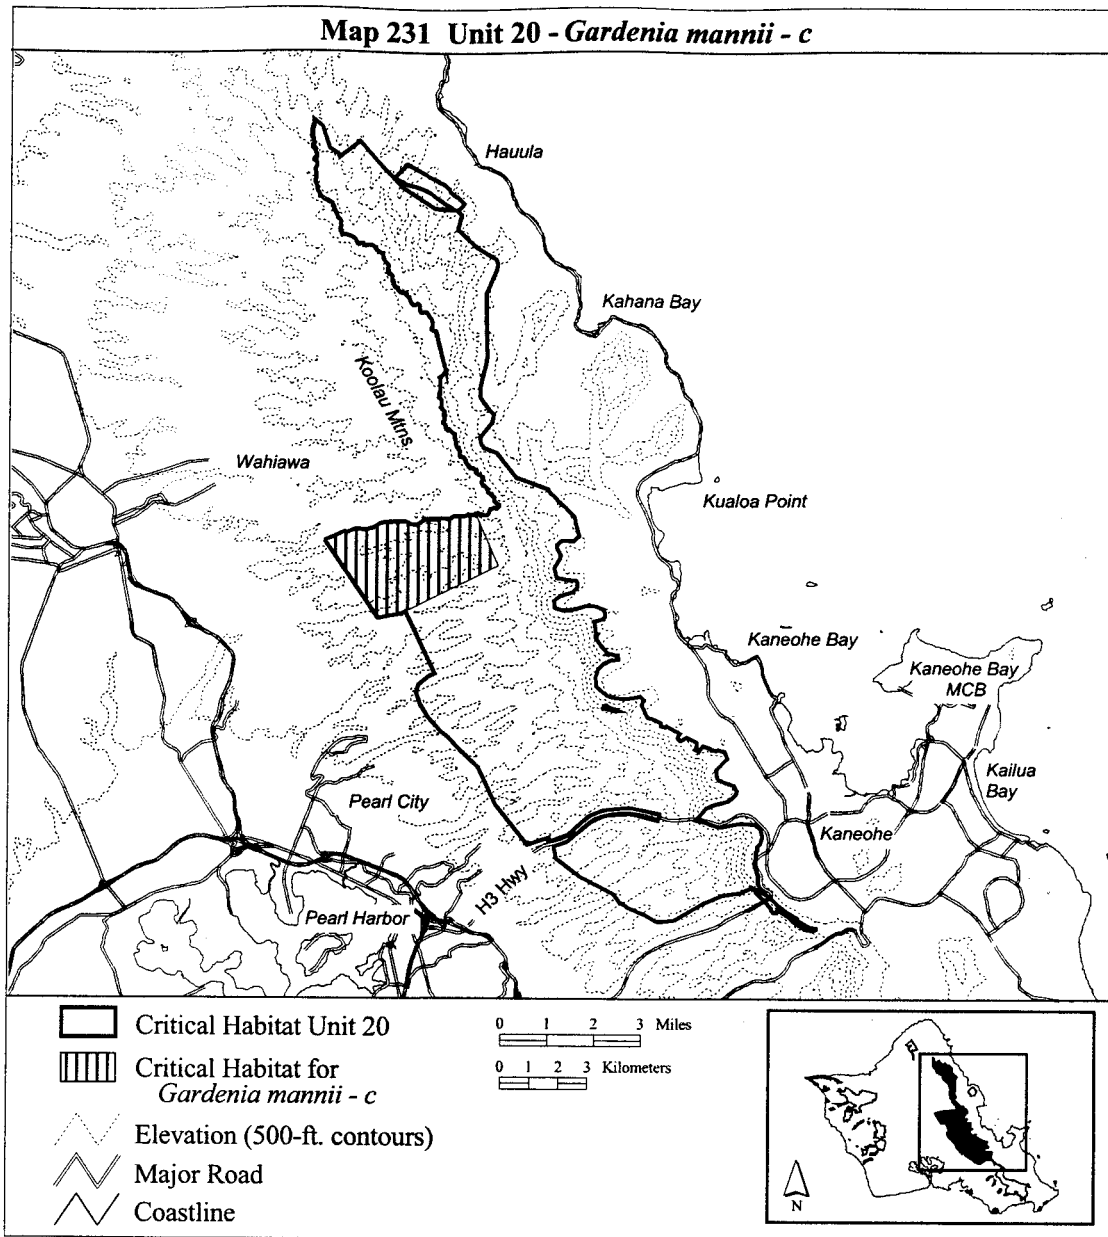 Map 231 Unit 20 - Gardenia mannii - c
Hauula
Kahana Bay
Koolau Mtns.
Wahiawa
Kualoa Point
Kaneohe Bay
Kaneohe Bay
MCB
Kailua
Bay
Pearl City
Kaneohe
H3 Hwy
Pearl Harbor
Critical Habitat Unit 20
Critical Habitat for
Gardenia mannii - c
Elevation (500-ft. contours)
Major Road
Coastline
0 1 2 3 Miles
0 1 2 3 Kilometers
N